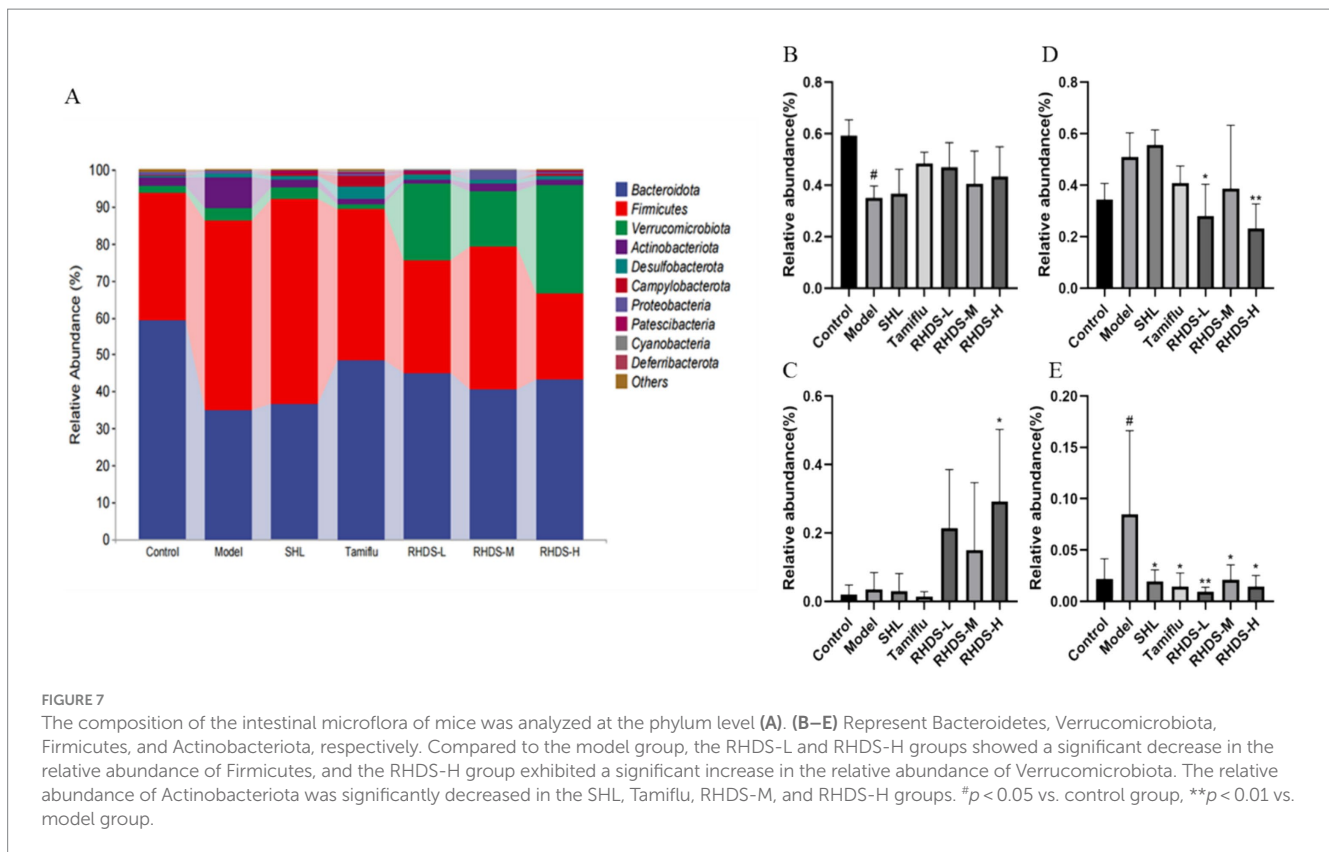 A
Relative Abundance (%)
100
90
80
70
60
50
40
30
20
10
0
Control Model SHL Tamiflu RHDS-L RHDS-M RHDS-H
Bacteroidota
Firmicutes
Verrucomicrobiota
Actinobacteriota
Desulfobacterota
Campylobacterota
Proteobacteria
Patescibacteria
Cyanobacteria
Deferribacterota
Others
B
Relative abundance(%)
0.8
0.6
0.4
0.2
0.0
#
Control Model SHL Tamiflu RHDS-L RHDS-M RHDS-H
D
Relative abundance(%)
0.8
0.6
0.4
0.2
0.0
* **
Control Model SHL Tamiflu RHDS-L RHDS-M RHDS-H
C
Relative abundance(%)
0.6
0.4
0.2
0.0
*
Control Model SHL Tamiflu RHDS-L RHDS-M RHDS-H
E
Relative abundance(%)
0.20
0.15
0.10
0.05
0.00
# * * ** * *
Control Model SHL Tamiflu RHDS-L RHDS-M RHDS-H
FIGURE 7
The composition of the intestinal microflora of mice was analyzed at the phylum level (A). (B–E) Represent Bacteroidetes, Verrucomicrobiota,
Firmicutes, and Actinobacteriota, respectively. Compared to the model group, the RHDS-L and RHDS-H groups showed a significant decrease in the
relative abundance of Firmicutes, and the RHDS-H group exhibited a significant increase in the relative abundance of Verrucomicrobiota. The relative
abundance of Actinobacteriota was significantly decreased in the SHL, Tamiflu, RHDS-M, and RHDS-H groups. #p < 0.05 vs. control group, **p < 0.01 vs.
model group.